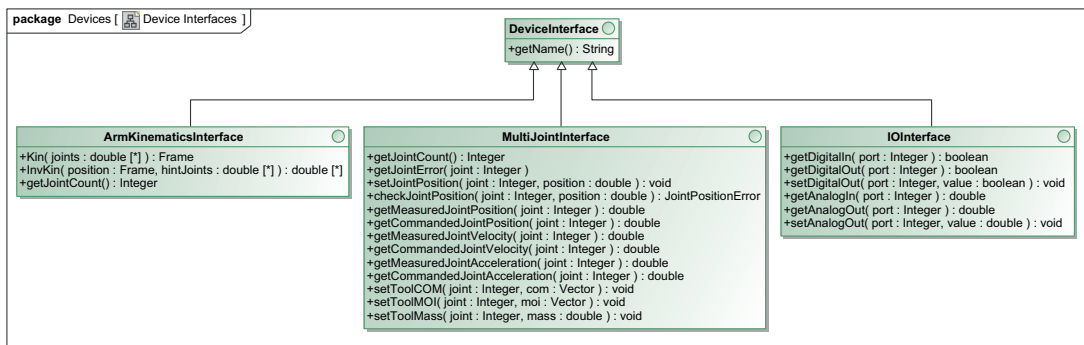 package Devices [ Device Interfaces ]
DeviceInterface
+getName() : String
ArmKinematicsInterface
+Kin( joints : double [*] ) : Frame
+InvKin( position : Frame, hintJoints : double [*] ) : double [*]
+getJointCount() : Integer
MultiJointInterface
+getJointCount() : Integer
+getJointError( joint : Integer )
+setJointPosition( joint : Integer, position : double ) : void
+checkJointPosition( joint : Integer, position : double ) : JointPositionError
+getMeasuredJointPosition( joint : Integer ) : double
+getCommandedJointPosition( joint : Integer ) : double
+getMeasuredJointVelocity( joint : Integer ) : double
+getCommandedJointVelocity( joint : Integer ) : double
+getMeasuredJointAcceleration( joint : Integer ) : double
+getCommandedJointAcceleration( joint : Integer ) : double
+setToolCOM( joint : Integer, com : Vector ) : void
+setToolMOI( joint : Integer, moi : Vector ) : void
+setToolMass( joint : Integer, mass : double ) : void
IOInterface
+getDigitalIn( port : Integer ) : boolean
+getDigitalOut( port : Integer ) : boolean
+setDigitalOut( port : Integer, value : boolean ) : void
+getAnalogIn( port : Integer ) : double
+getAnalogOut( port : Integer ) : double
+setAnalogOut( port : Integer, value : double ) : void